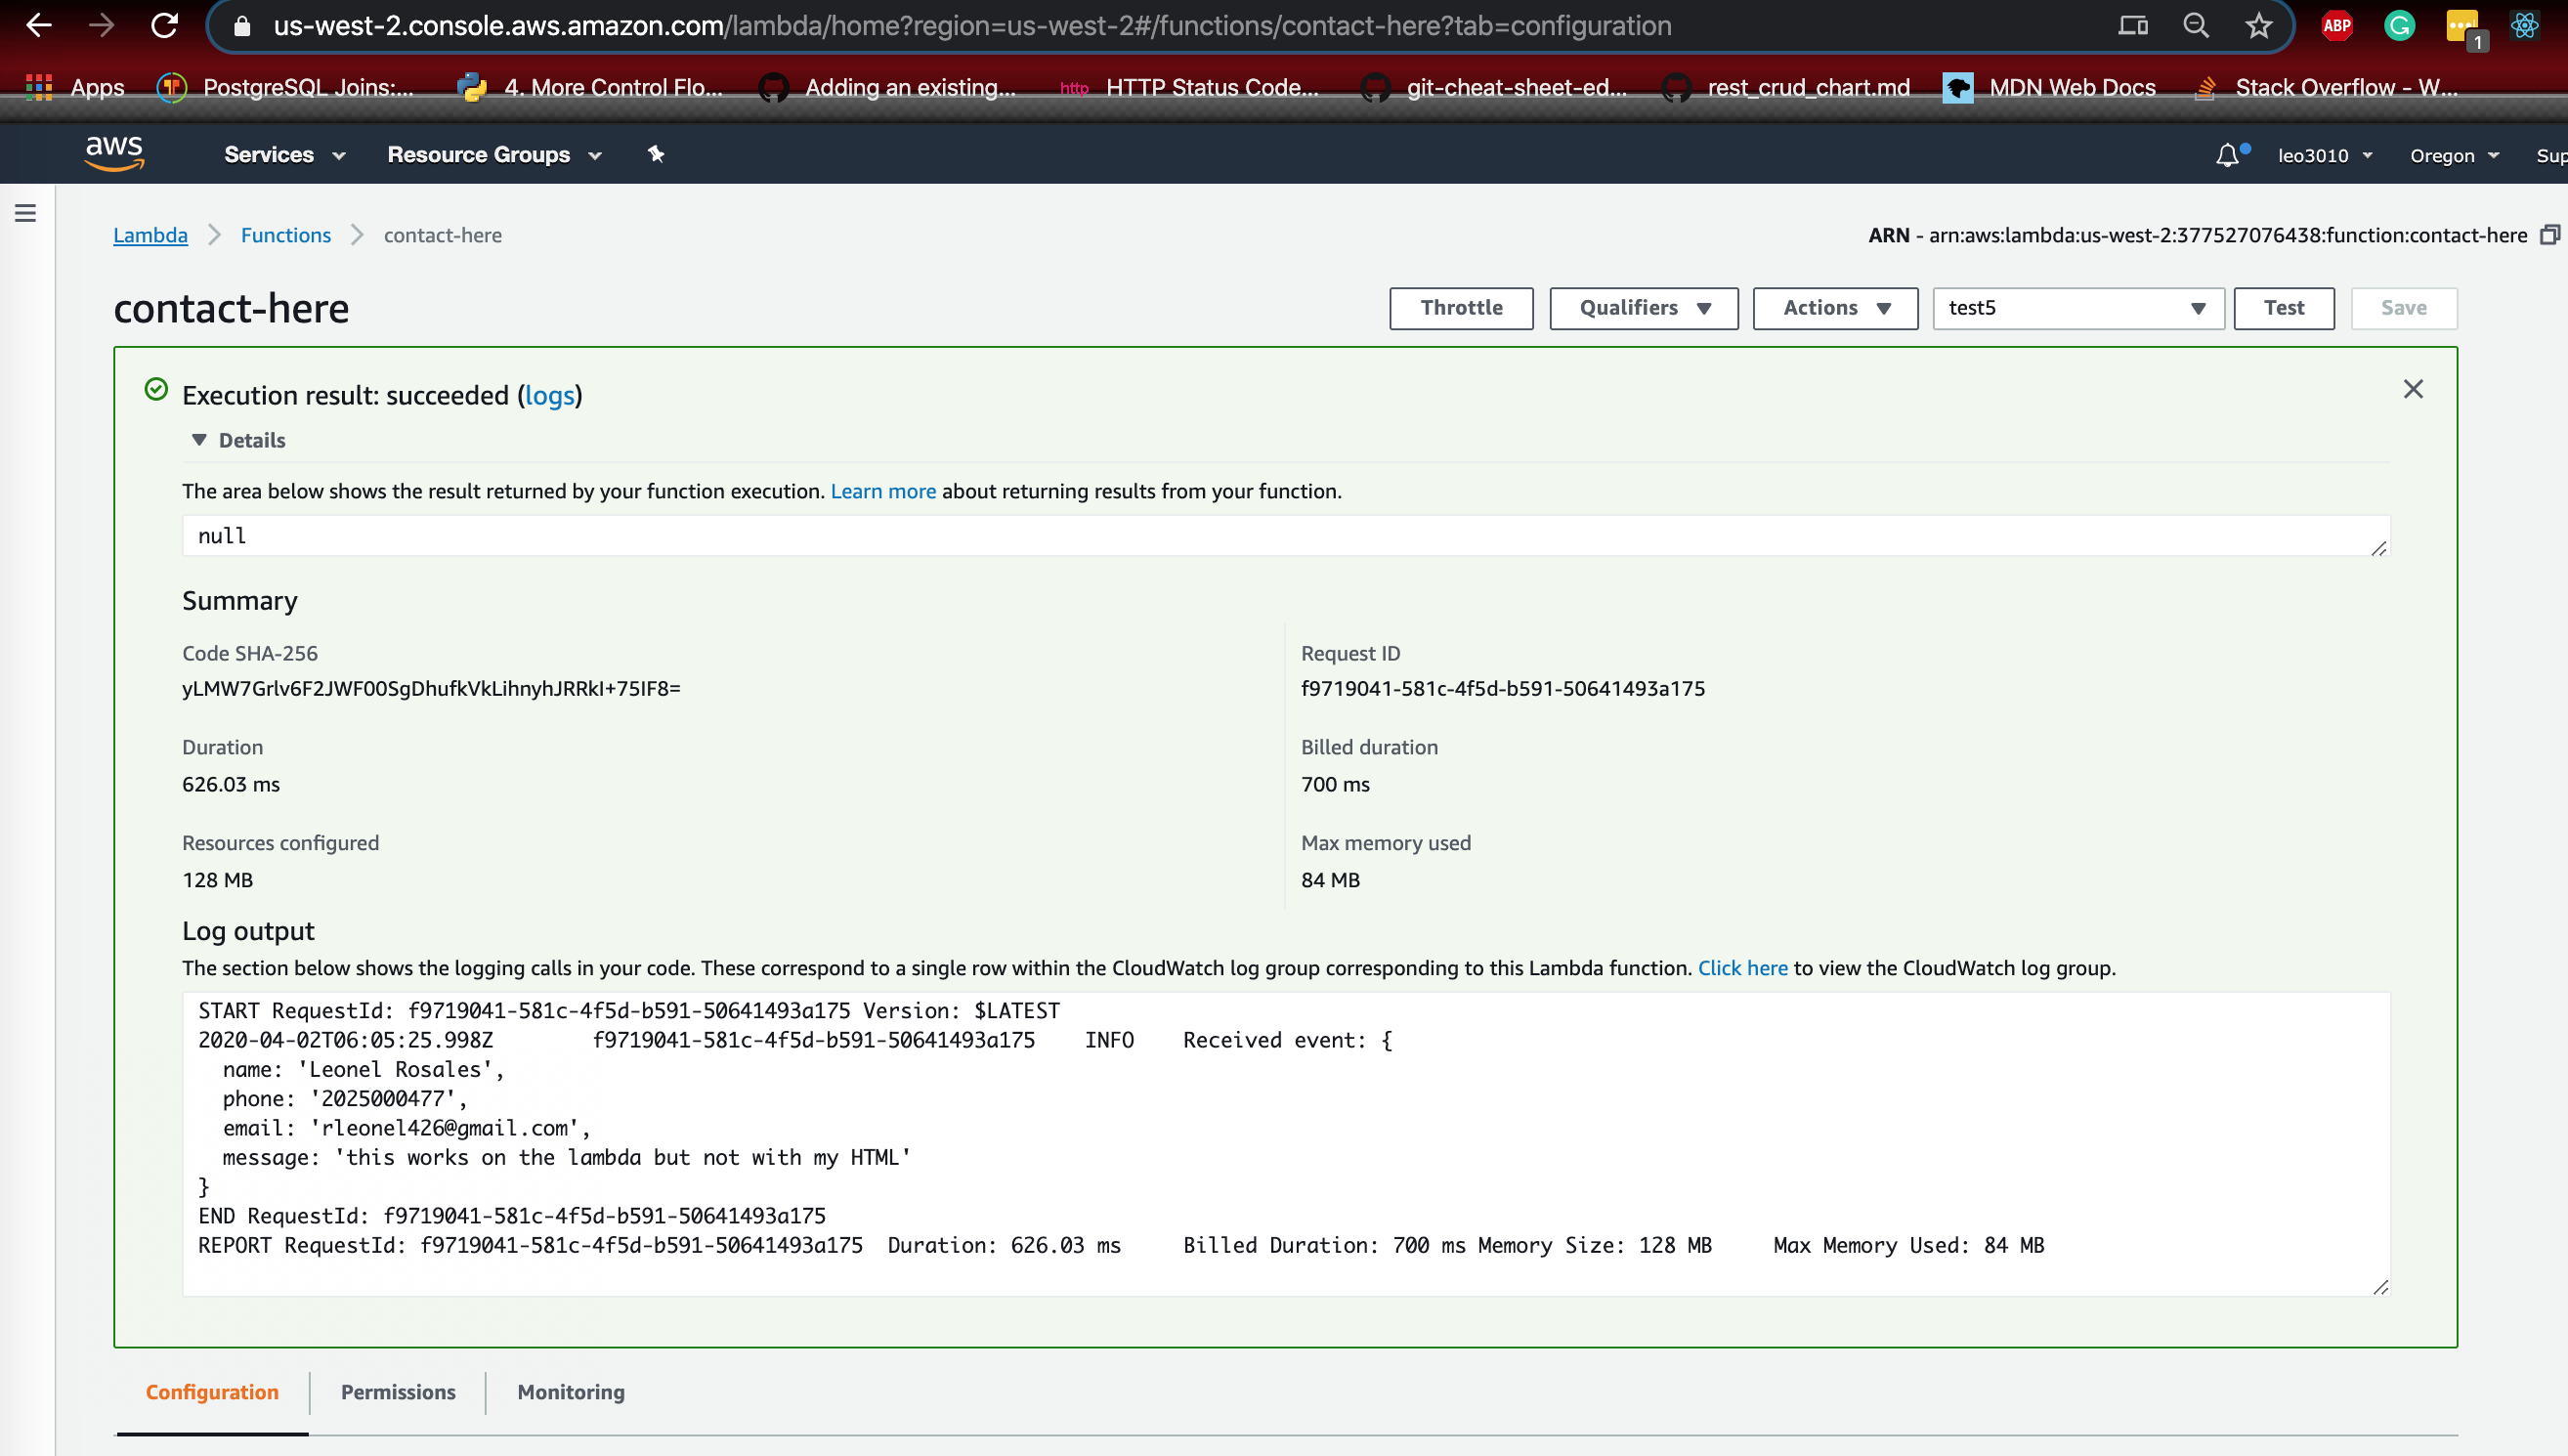 us-west-2.console.aws.amazon.com/lambda/home?region=us-west-2#/functions/contact-here?tab=configuration
ABP
G
1
Apps
PostgreSQL Joins:...
4. More Control Flo...
Adding an existing...
http
HTTP Status Code...
git-cheat-sheet-ed...
rest_crud_chart.md
MDN Web Docs
Stack Overflow - W...
aws
Services
Resource Groups
leo3010
Oregon
Sup
Lambda
Functions
contact-here
ARN - arn:aws:lambda:us-west-2:377527076438:function:contact-here
contact-here
Throttle
Qualifiers
Actions
test5
Test
Save
Execution result: succeeded (logs)
Details
The area below shows the result returned by your function execution. Learn more about returning results from your function.
null
Summary
Code SHA-256
yLMW7Grlv6F2JWF00SgDhufkVkLihnyhJRRkI+75IF8=
Request ID
f9719041-581c-4f5d-b591-50641493a175
Duration
626.03 ms
Billed duration
700 ms
Resources configured
128 MB
Max memory used
84 MB
Log output
The section below shows the logging calls in your code. These correspond to a single row within the CloudWatch log group corresponding to this Lambda function. Click here to view the CloudWatch log group.
START RequestId: f9719041-581c-4f5d-b591-50641493a175 Version: $LATEST
2020-04-02T06:05:25.998Z f9719041-581c-4f5d-b591-50641493a175 INFO Received event: {
name: 'Leonel Rosales',
phone: '2025000477',
email: 'rleonel426@gmail.com',
message: 'this works on the lambda but not with my HTML'
}
END RequestId: f9719041-581c-4f5d-b591-50641493a175
REPORT RequestId: f9719041-581c-4f5d-b591-50641493a175 Duration: 626.03 ms Billed Duration: 700 ms Memory Size: 128 MB Max Memory Used: 84 MB
Configuration
Permissions
Monitoring